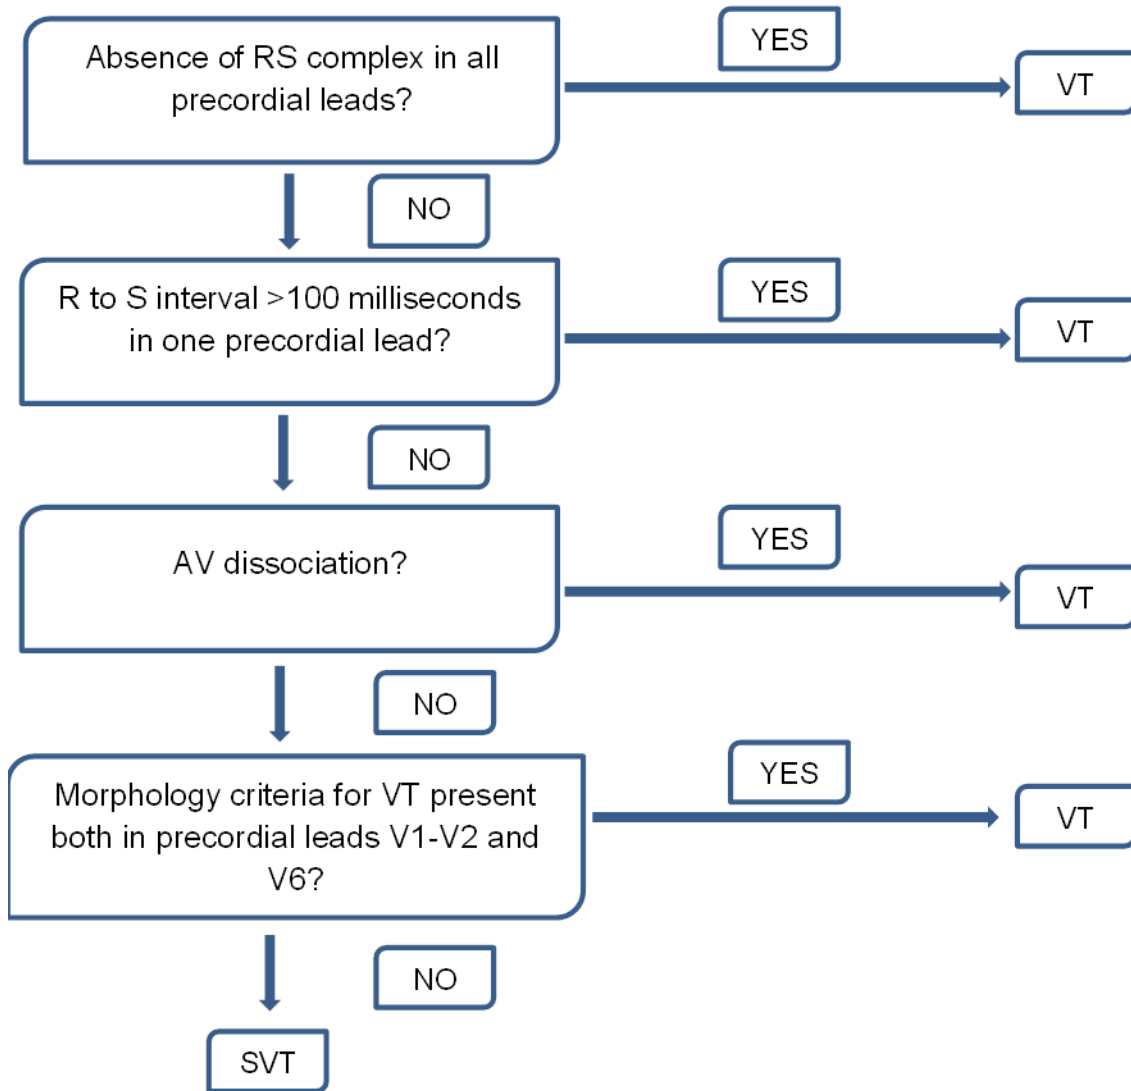 Absence of RS complex in all
precordial leads?
YES
VT
NO
R to S interval >100 milliseconds
in one precordial lead?
YES
VT
NO
AV dissociation?
YES
VT
NO
Morphology criteria for VT present
both in precordial leads V1-V2 and
V6?
YES
VT
NO
SVT